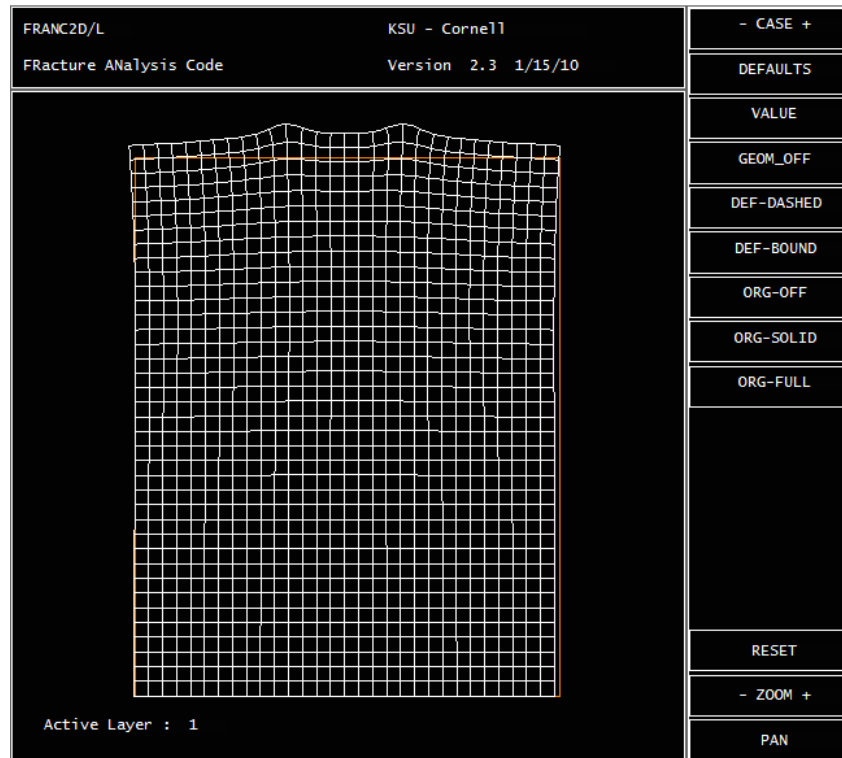 FRANC2D/L
KSU - Cornell
FRacture ANalysis Code
Version 2.3 1/15/10
- CASE +
DEFAULTS
VALUE
GEOM_OFF
DEF-DASHED
DEF-BOUND
ORG-OFF
ORG-SOLID
ORG-FULL
RESET
- ZOOM +
PAN
Active Layer : 1